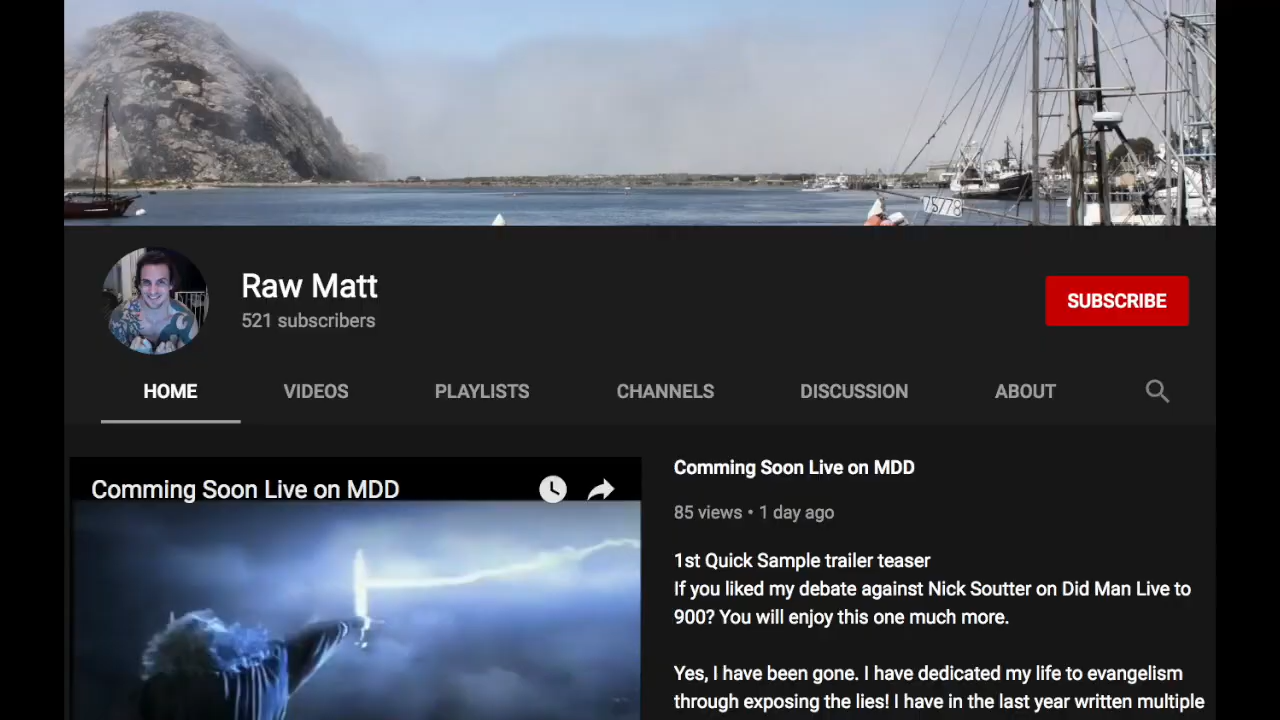 75778
Raw Matt
521 subscribers
SUBSCRIBE
HOME VIDEOS PLAYLISTS CHANNELS DISCUSSION ABOUT
Comming Soon Live on MDD
Comming Soon Live on MDD
85 views • 1 day ago
1st Quick Sample trailer teaser
If you liked my debate against Nick Soutter on Did Man Live to
900? You will enjoy this one much more.
Yes, I have been gone. I have dedicated my life to evangelism
through exposing the lies! I have in the last year written multiple